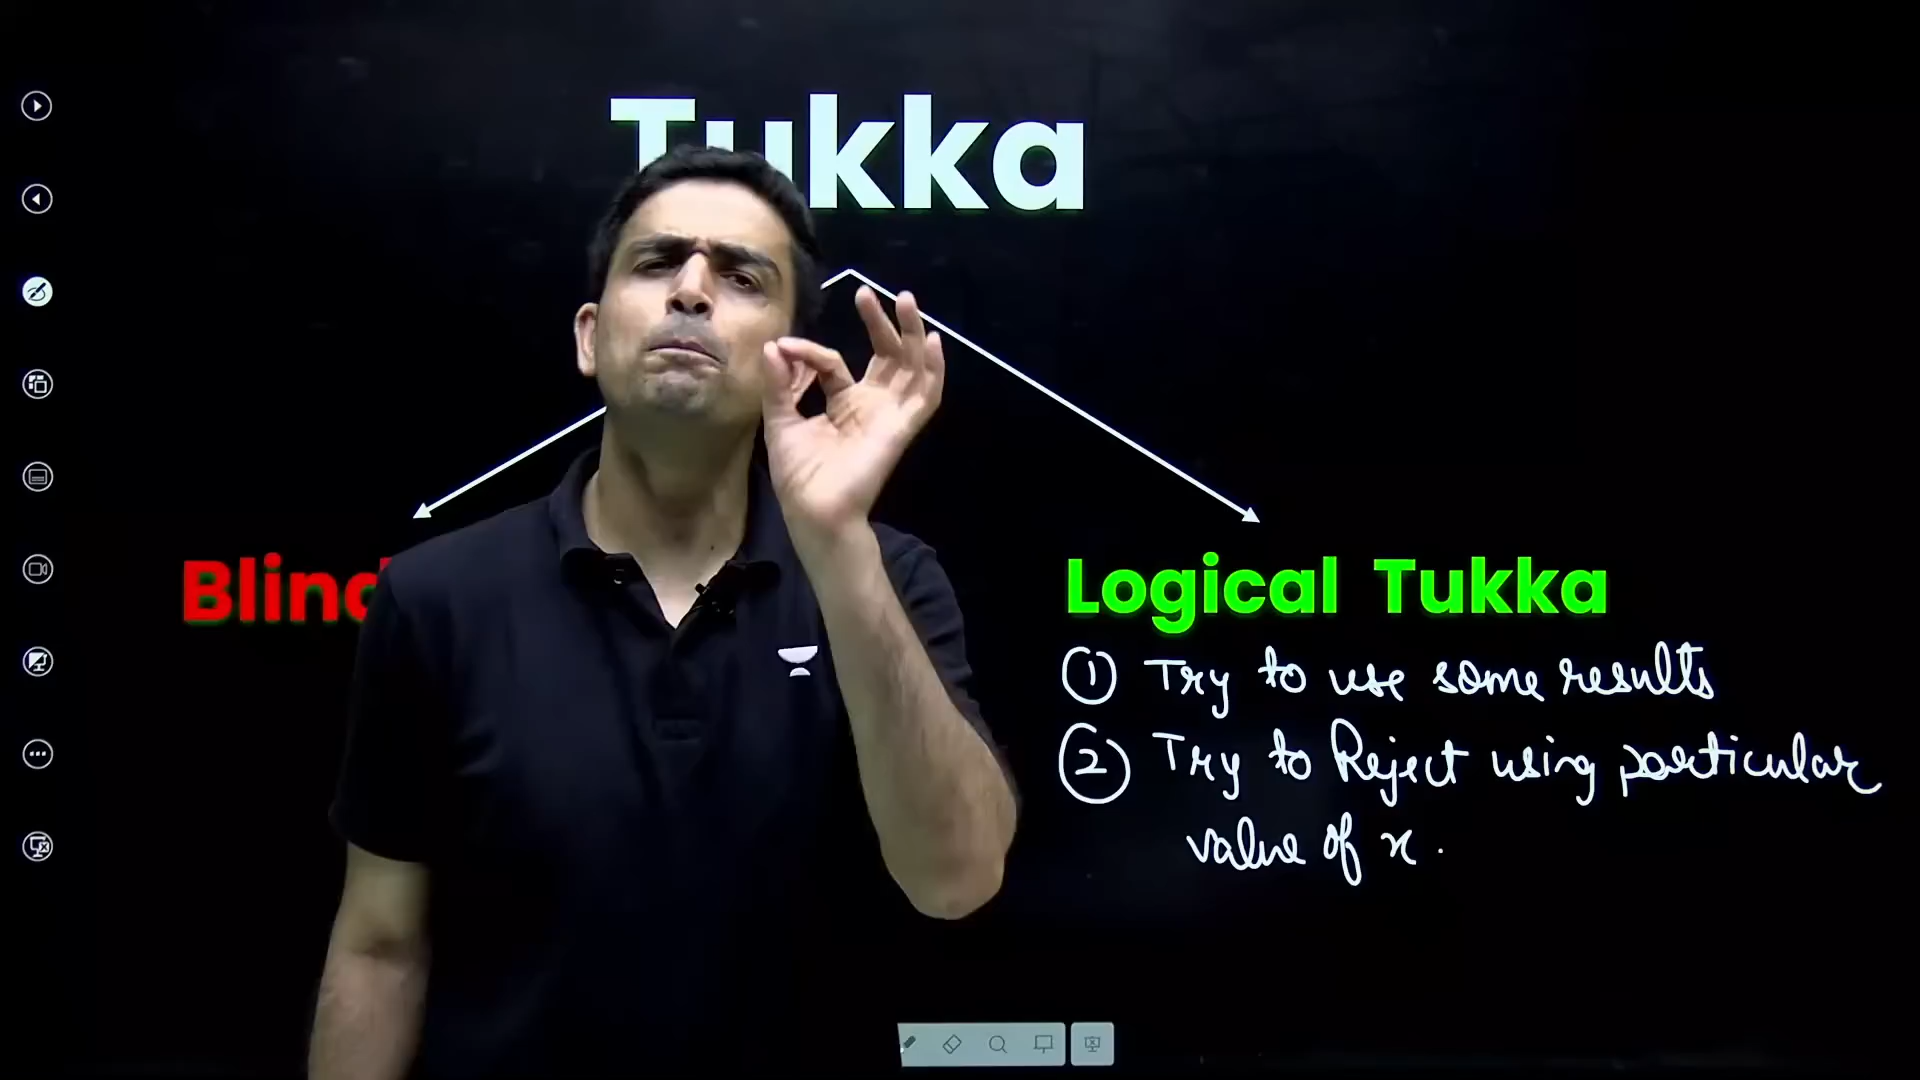 Tukka
Blind
Logical Tukka
① Try to use some results
② Try to Reject using particular
value of x.